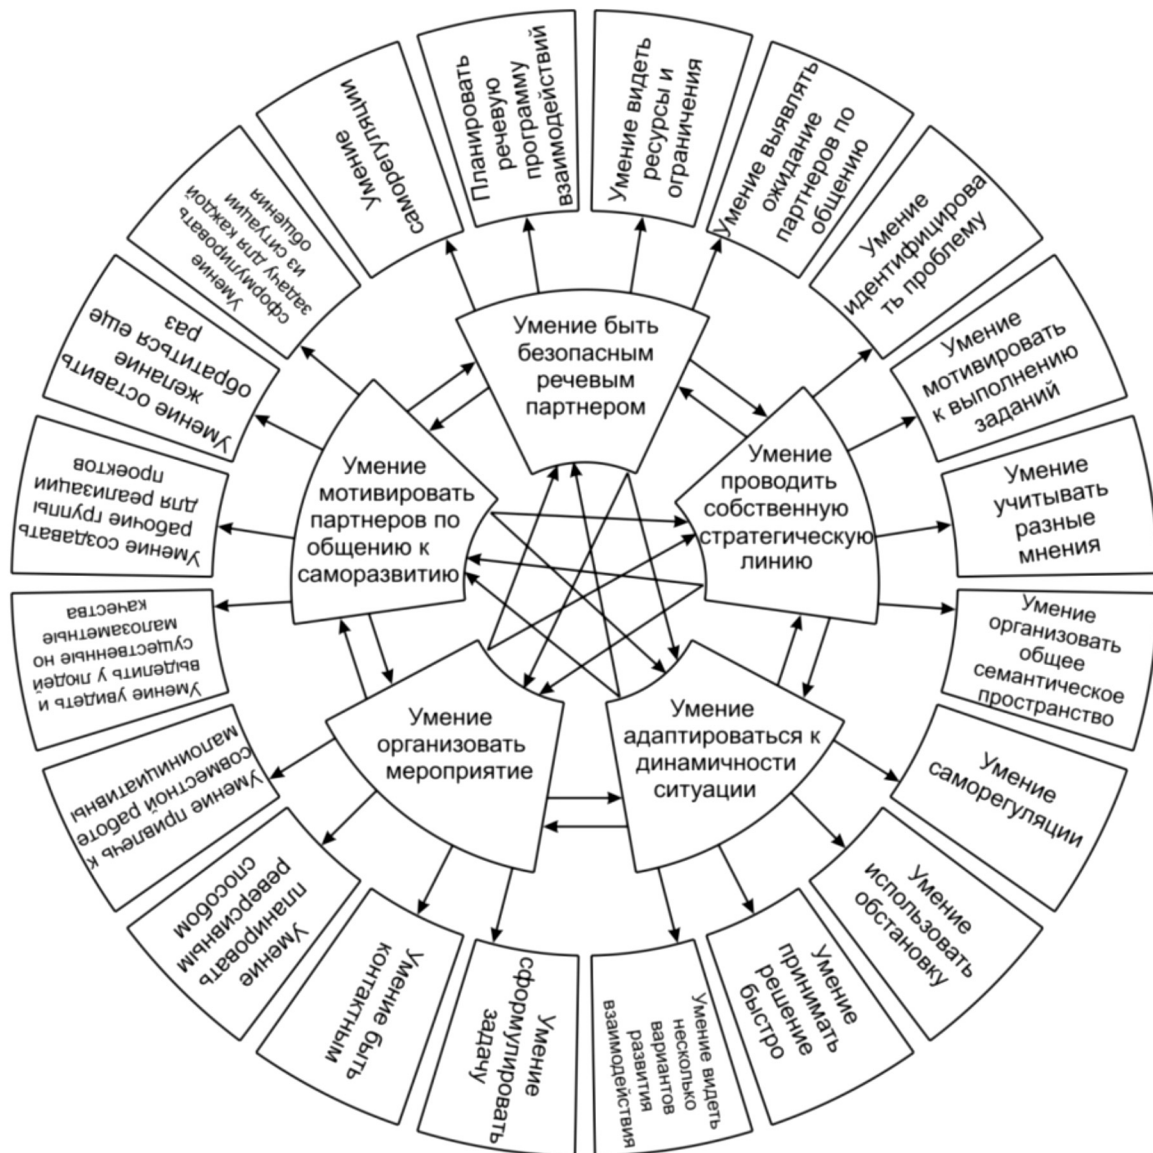 Планировать
речевую
программу
взаимодействий
Умение видеть
ресурсы и
ограничения
Умение выявлять
ожидание
партнеров по
общению
Умение
идентифицирова
ть проблему
Умение
мотивировать
к выполнению
заданий
Умение
учитывать
разные
мнения
Умение
организовать
общее
семантическое
пространство
Умение
саморегуляции
Умение
использовать
обстановку
Умение
принимать
решение
быстро
Умение видеть
несколько
вариантов
развития
взаимодействия
Умение
сформулировать
задачу
Умение быть
контактным
Умение
планировать
реверсивным
способом
Умение привлечь к
совместной работе
малоинициативны
Умение увидеть и
выделить у людей
существенные но
малозаметные
качества
Умение создавать
рабочие группы
для реализации
проектов
Умение оставить
желание
обратиться еще
раз
Умение
сформулировать
задачу для каждой
из ситуации
общения
Умение
саморегуляции
Умение быть
безопасным
речевым
партнером
Умение
проводить
собственную
стратегическую
линию
Умение
адаптироваться к
динамичности
ситуации
Умение
организовать
мероприятие
Умение
мотивировать
партнеров по
общению к
саморазвитию